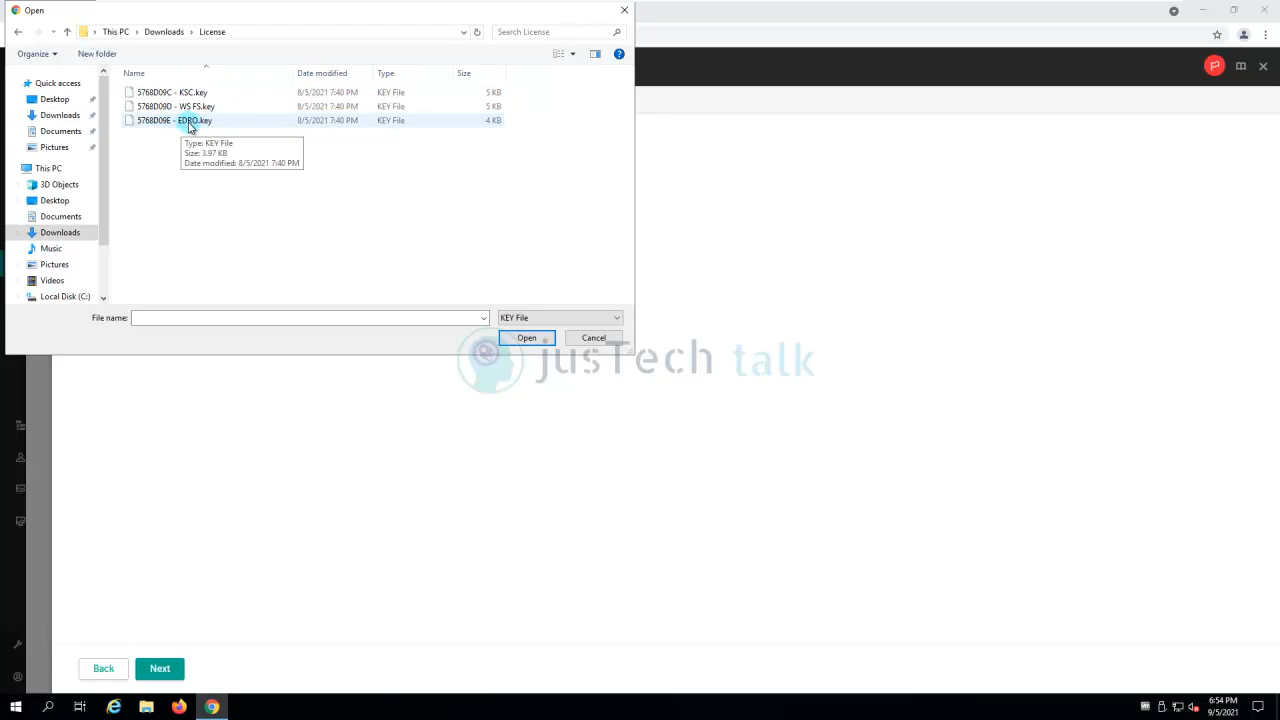 Open
This PC > Downloads > License
Search License
Organize
New folder
Name
Date modified
Type
Size
5768D09C - KSC.key
8/5/2021 7:40 PM
KEY File
5 KB
5768D09D - WS FS.key
8/5/2021 7:40 PM
KEY File
5 KB
5768D09E - EDRO.key
8/5/2021 7:40 PM
KEY File
4 KB
Type: KEY File
Size: 3.97 KB
Date modified: 8/5/2021 7:40 PM
Quick access
Desktop
Downloads
Documents
Pictures
This PC
3D Objects
Desktop
Documents
Downloads
Music
Pictures
Videos
Local Disk (C:)
File name:
KEY File
Open
Cancel
jusTech talk
Back
Next
6:54 PM
9/5/2021